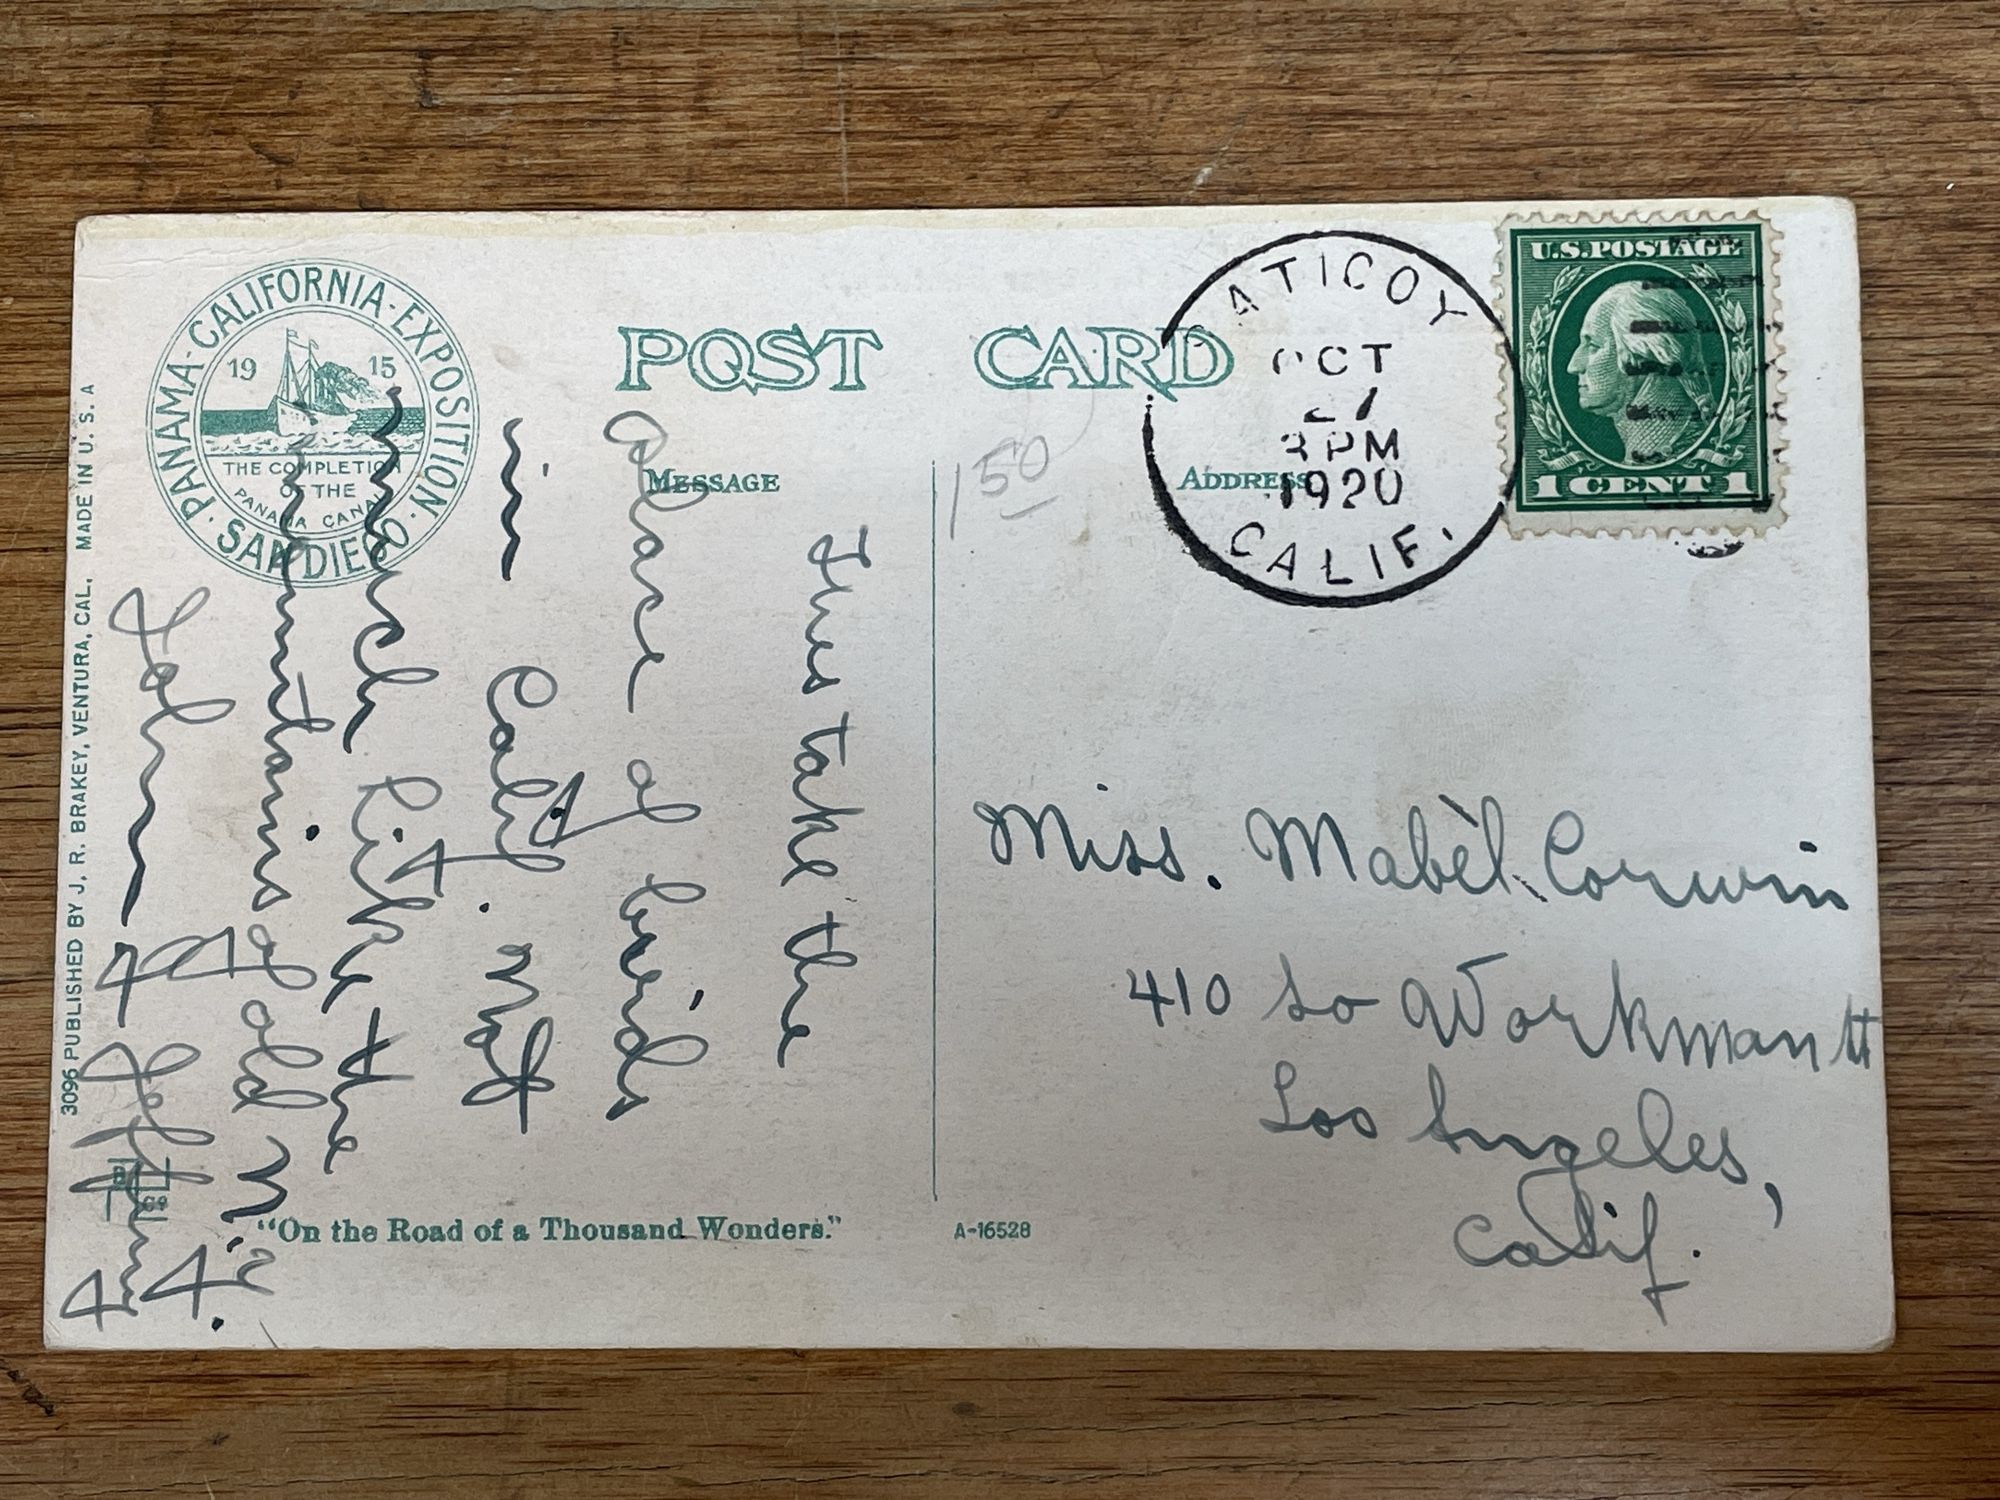 PANAMA-CALIFORNIA-EXPOSITION
SAN DIEGO
1915
THE COMPLETION
OF THE
PANAMA CANAL
POST CARD
MESSAGE
ADDRESS
150
SATICOY
OCT
27
3 PM
1920
CALIF.
U.S. POSTAGE
1 CENT 1
This take the
place of birds
in Calif. Not
much like the
mountains of old N.
John
Miss. Mabel Corwin
410 So Workman St
Los Angeles,
Calif.
3096 PUBLISHED BY J. R. BRAKEY, VENTURA, CAL. MADE IN U. S. A
"On the Road of a Thousand Wonders."
A-16528